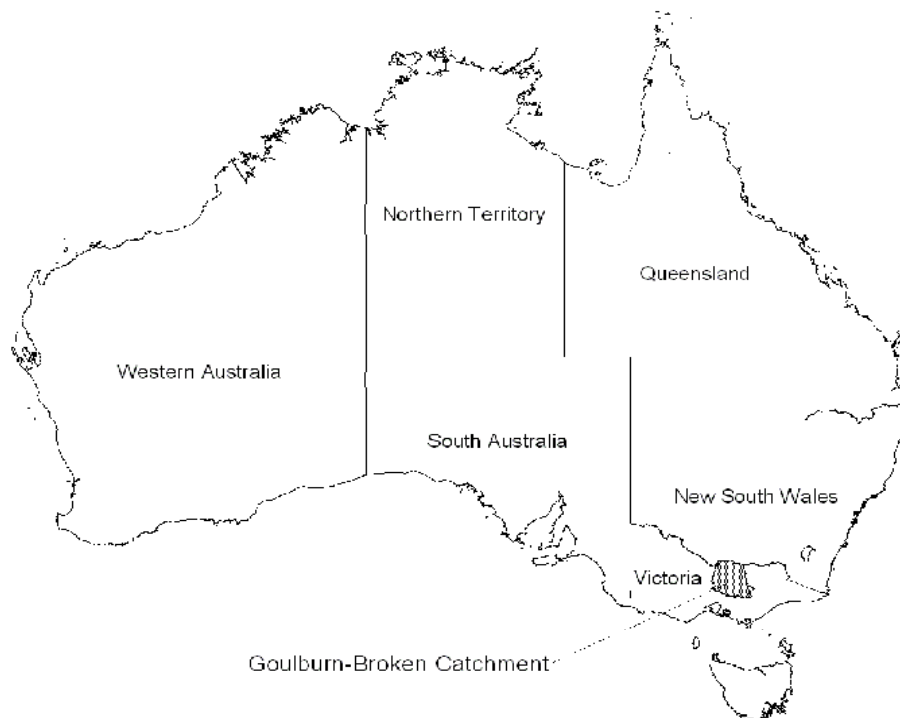 Northern Territory
Queensland
Western Australia
South Australia
New South Wales
Victoria
Goulburn-Broken Catchment